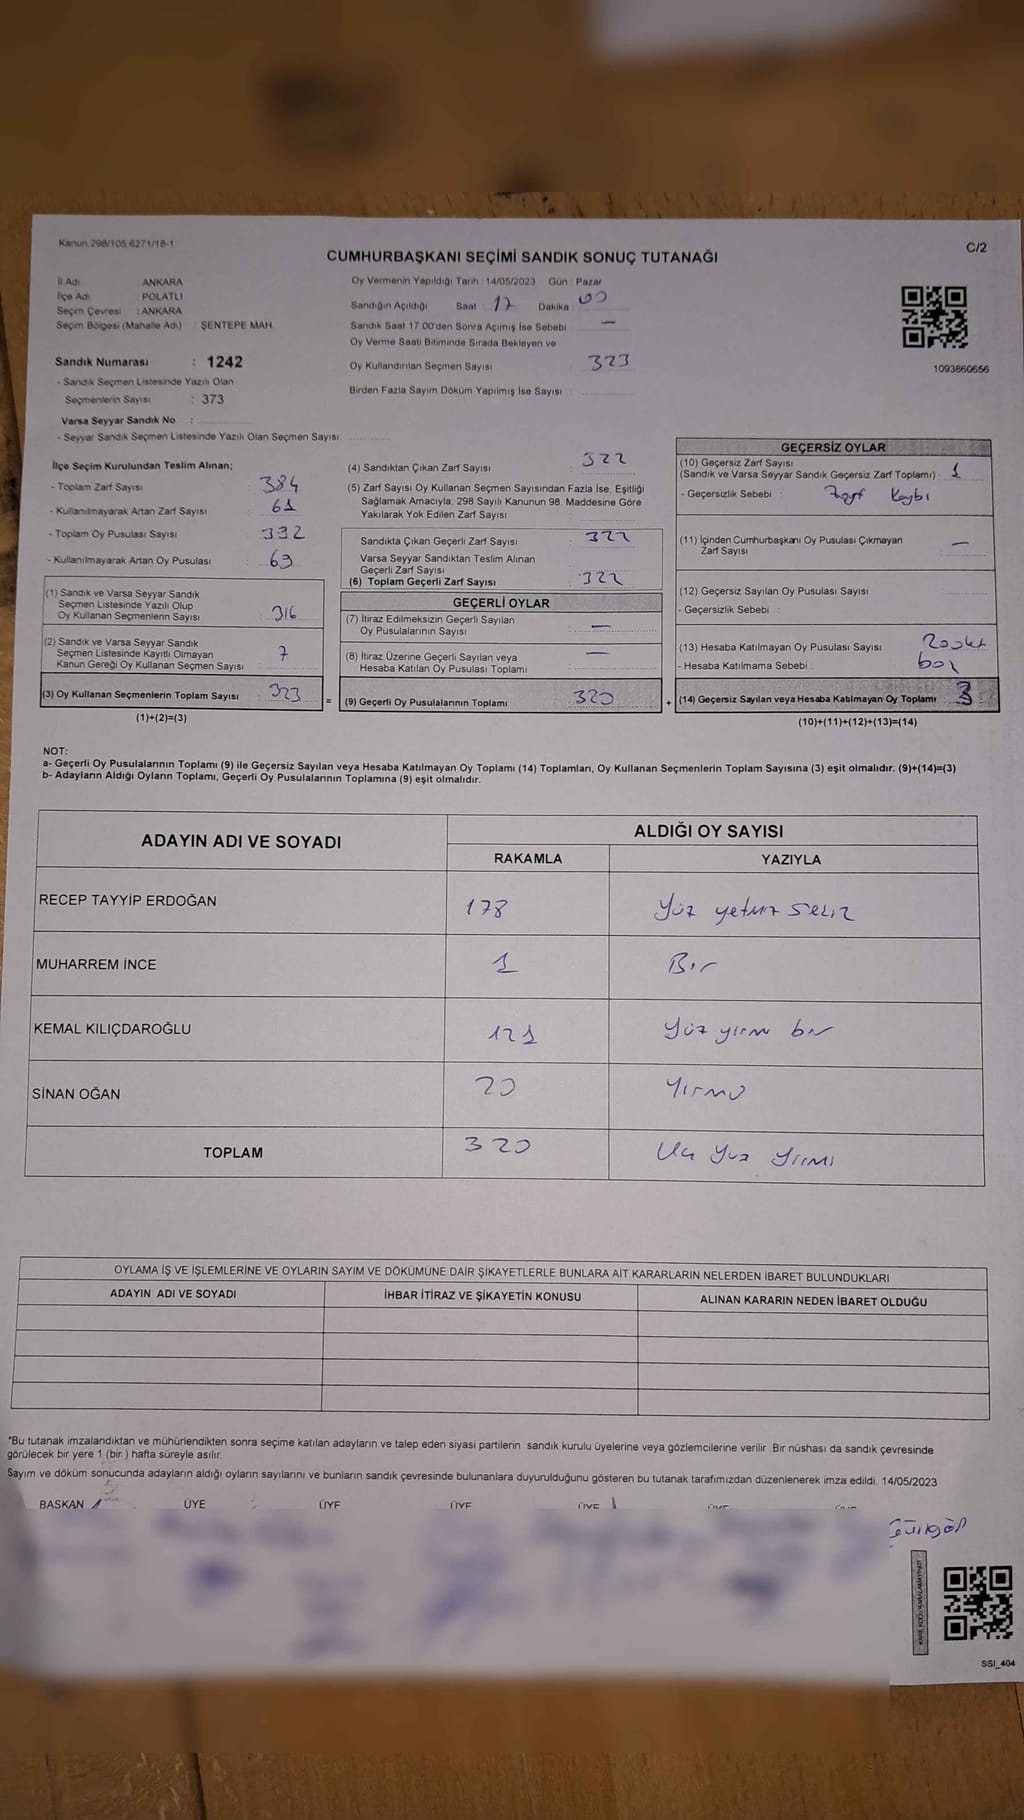 Kanun.298/105,6271/18-1
C/2
CUMHURBAŞKANI SEÇİMİ SANDIK SONUÇ TUTANAĞI
İl Adı : ANKARA
İlçe Adı : POLATLI
Seçim Çevresi : ANKARA
Seçim Bölgesi (Mahalle Adı) : ŞENTEPE MAH.
Sandık Numarası : 1242
- Sandık Seçmen Listesinde Yazılı Olan
Seçmenlerin Sayısı : 373
Varsa Seyyar Sandık No :
- Seyyar Sandık Seçmen Listesinde Yazılı Olan Seçmen Sayısı:
Oy Vermenin Yapıldığı Tarih : 14/05/2023 Gün : Pazar
Sandığın Açıldığı Saat : 17 Dakika : 00
Sandık Saat 17:00'den Sonra Açılmış İse Sebebi : —
Oy Verme Saati Bitiminde Sırada Bekleyen ve
Oy Kullandırılan Seçmen Sayısı : 323
Birden Fazla Sayım Döküm Yapılmış İse Sayısı :
1093860656
İlçe Seçim Kurulundan Teslim Alınan;
- Toplam Zarf Sayısı : 384
- Kullanılmayarak Artan Zarf Sayısı : 61
- Toplam Oy Pusulası Sayısı : 392
- Kullanılmayarak Artan Oy Pusulası : 69
(1) Sandık ve Varsa Seyyar Sandık
Seçmen Listesinde Yazılı Olup
Oy Kullanan Seçmenlerin Sayısı : 316
(2) Sandık ve Varsa Seyyar Sandık
Seçmen Listesinde Kayıtlı Olmayan
Kanun Gereği Oy Kullanan Seçmen Sayısı : 7
(3) Oy Kullanan Seçmenlerin Toplam Sayısı : 323
(1)+(2)=(3)
=
(4) Sandıktan Çıkan Zarf Sayısı : 322
(5) Zarf Sayısı Oy Kullanan Seçmen Sayısından Fazla İse, Eşitliği
Sağlamak Amacıyla, 298 Sayılı Kanunun 98. Maddesine Göre
Yakılarak Yok Edilen Zarf Sayısı :
Sandıkta Çıkan Geçerli Zarf Sayısı : 322
Varsa Seyyar Sandıktan Teslim Alınan
Geçerli Zarf Sayısı :
(6) Toplam Geçerli Zarf Sayısı : 322
GEÇERLİ OYLAR
(7) İtiraz Edilmeksizin Geçerli Sayılan
Oy Pusulalarının Sayısı : —
(8) İtiraz Üzerine Geçerli Sayılan veya
Hesaba Katılan Oy Pusulası Toplamı : —
(9) Geçerli Oy Pusulalarının Toplamı : 320
+
GEÇERSİZ OYLAR
(10) Geçersiz Zarf Sayısı
(Sandık ve Varsa Seyyar Sandık Geçersiz Zarf Toplamı) : 1
- Geçersizlik Sebebi : Kaybı
(11) İçinden Cumhurbaşkanı Oy Pusulası Çıkmayan
Zarf Sayısı : —
(12) Geçersiz Sayılan Oy Pusulası Sayısı :
- Geçersizlik Sebebi :
(13) Hesaba Katılmayan Oy Pusulası Sayısı :
- Hesaba Katılmama Sebebi :
(14) Geçersiz Sayılan veya Hesaba Katılmayan Oy Toplamı : 3
(10)+(11)+(12)+(13)=(14)
NOT:
a- Geçerli Oy Pusulalarının Toplamı (9) ile Geçersiz Sayılan veya Hesaba Katılmayan Oy Toplamı (14) Toplamları, Oy Kullanan Seçmenlerin Toplam Sayısına (3) eşit olmalıdır. (9)+(14)=(3)
b- Adayların Aldığı Oyların Toplamı, Geçerli Oy Pusulalarının Toplamına (9) eşit olmalıdır.
ADAYIN ADI VE SOYADI
ALDIĞI OY SAYISI
RAKAMLA YAZIYLA
RECEP TAYYİP ERDOĞAN 178 Yüz yetmiş sekiz
MUHARREM İNCE 1 Bir
KEMAL KILIÇDAROĞLU 121 Yüz yirmi bir
SİNAN OĞAN 20 Yirmi
TOPLAM 320 Üç Yüz Yirmi
OYLAMA İŞ VE İŞLEMLERİNE VE OYLARIN SAYIM VE DÖKÜMÜNE DAİR ŞİKAYETLERLE BUNLARA AİT KARARLARIN NELERDEN İBARET BULUNDUKLARI
ADAYIN ADI VE SOYADI İHBAR İTİRAZ VE ŞİKAYETİN KONUSU ALINAN KARARIN NEDEN İBARET OLDUĞU
*Bu tutanak imzalandıktan ve mühürlendikten sonra seçime katılan adayların ve talep eden siyasi partilerin sandık kurulu üyelerine veya gözlemcilerine verilir. Bir nüshası da sandık çevresinde
görülecek bir yere 1 (bir ) hafta süreyle asılır.
Sayım ve döküm sonucunda adayların aldığı oyların sayılarını ve bunların sandık çevresinde bulunanlara duyurulduğunu gösteren bu tutanak tarafımızdan düzenlenerek imza edildi. 14/05/2023
BAŞKAN ÜYE ÜYE ÜYE ÜYE
KARE KODU KARALAMAYINIZ
SSI_404